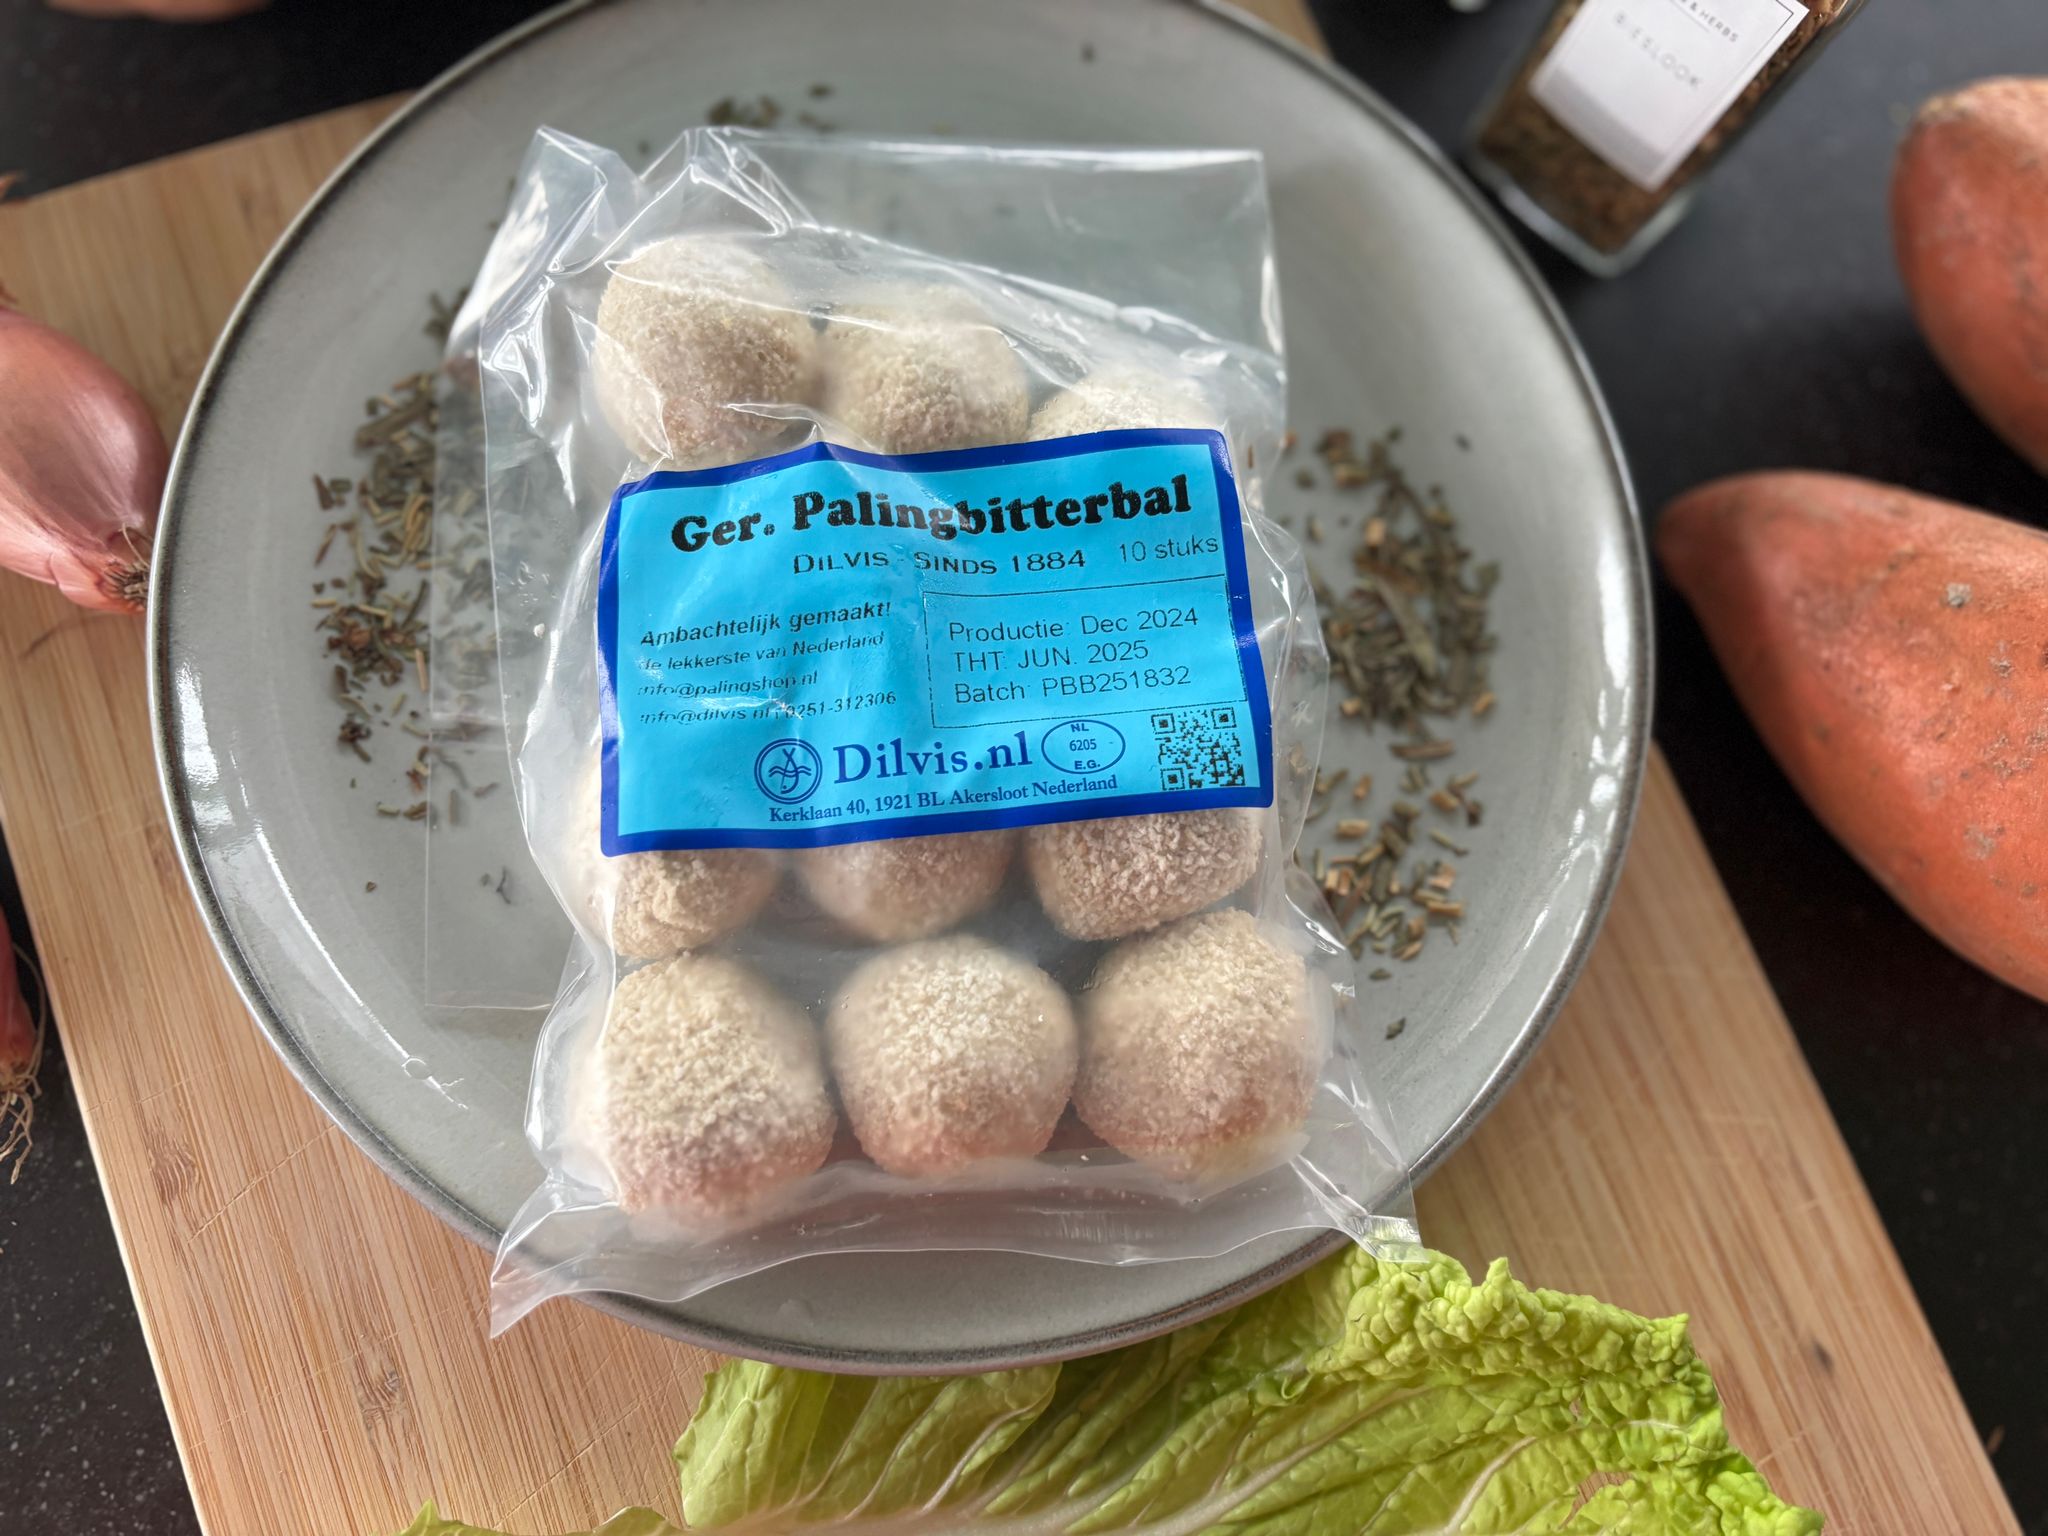 & HERBS
BIESLOOK
Ger. Palingbitterbal
DILVIS - SINDS 1884 10 stuks
Ambachtelijk gemaakt!
de lekkerste van Nederland
info@palingshop.nl
info@dilvis.nl / 0251-312306
Productie: Dec 2024
THT: JUN. 2025
Batch: PBB251832
Dilvis.nl
NL
6205
E.G.
Kerklaan 40, 1921 BL Akersloot Nederland